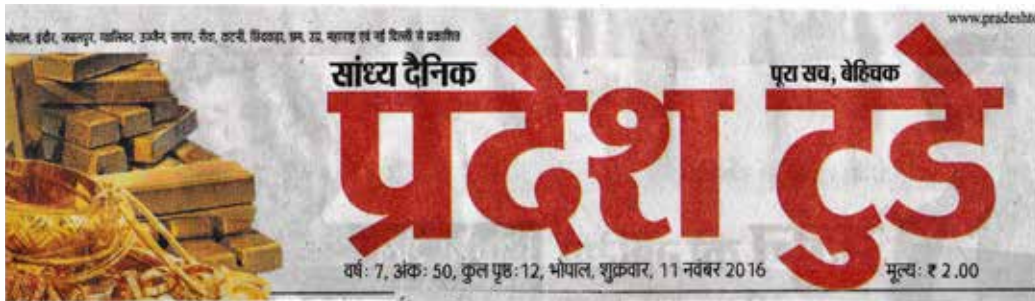 www.pradesht
भोपाल, इंदौर, जबलपुर, ग्वालियर, उज्जैन, सागर, रीवा, कटनी, छिंदवाड़ा, छग, उप्र, महाराष्ट्र एवं नई दिल्ली से प्रकाशित
सांध्य दैनिक
पूरा सच, बेहिचक
प्रदेश टुडे
वर्ष: 7, अंक: 50, कुल पृष्ठ:12, भोपाल, शुक्रवार, 11 नवंबर 2016
मूल्य: ₹ 2.00